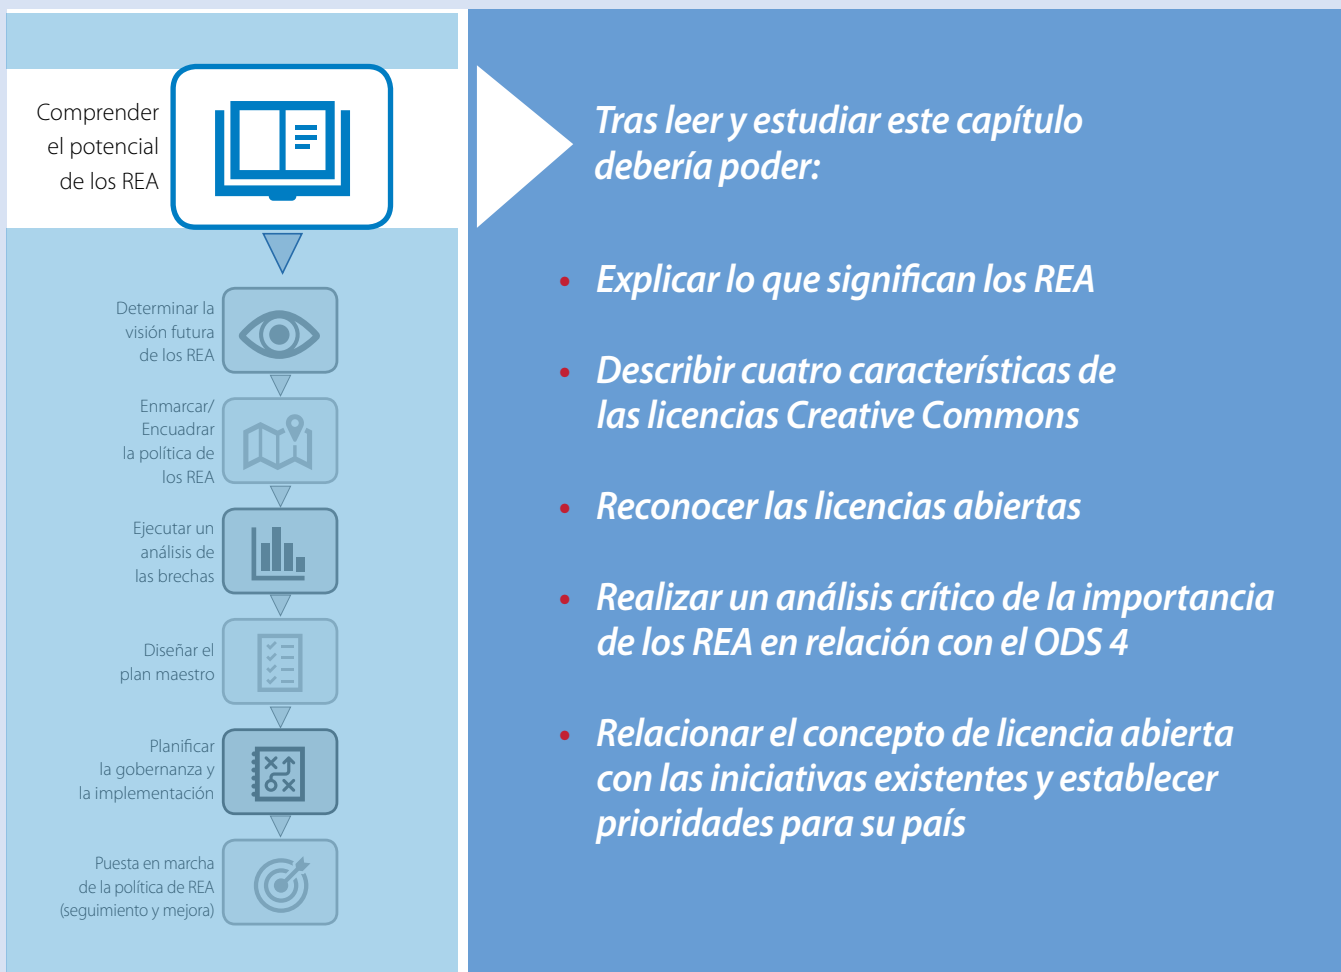 Comprender
el potencial
de los REA
Determinar la
visión futura
de los REA
Enmarcar/
Encuadrar
la política de
los REA
Ejecutar un
análisis de
las brechas
Diseñar el
plan maestro
Planificar
la gobernanza y
la implementación
Puesta en marcha
de la política de REA
(seguimiento y mejora)
Tras leer y estudiar este capítulo
debería poder:
• Explicar lo que significan los REA
• Describir cuatro características de
las licencias Creative Commons
• Reconocer las licencias abiertas
• Realizar un análisis crítico de la importancia
de los REA en relación con el ODS 4
• Relacionar el concepto de licencia abierta
con las iniciativas existentes y establecer
prioridades para su país